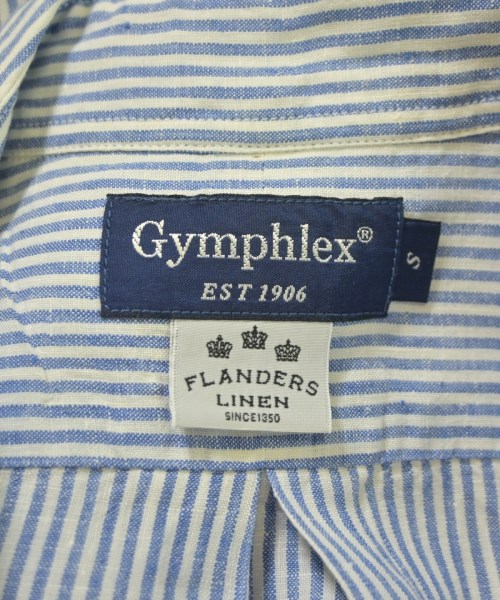 Gymphlex®
EST 1906
S
FLANDERS
LINEN
SINCE1350